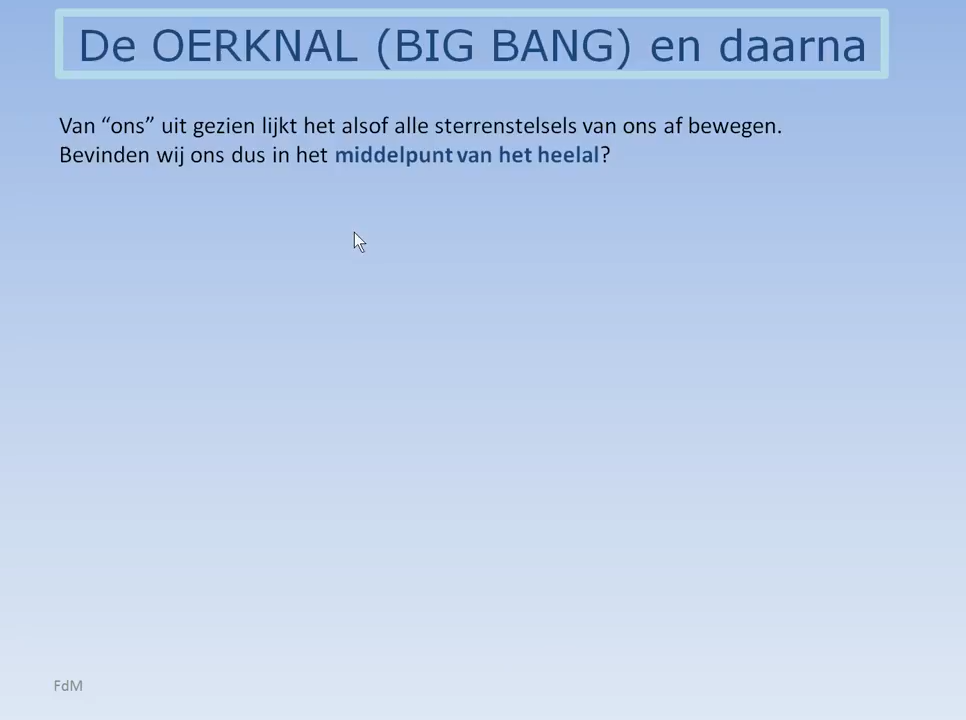 De OERKNAL (BIG BANG) en daarna
Van “ons” uit gezien lijkt het alsof alle sterrenstelsels van ons af bewegen.
Bevinden wij ons dus in het middelpunt van het heelal?
FdM